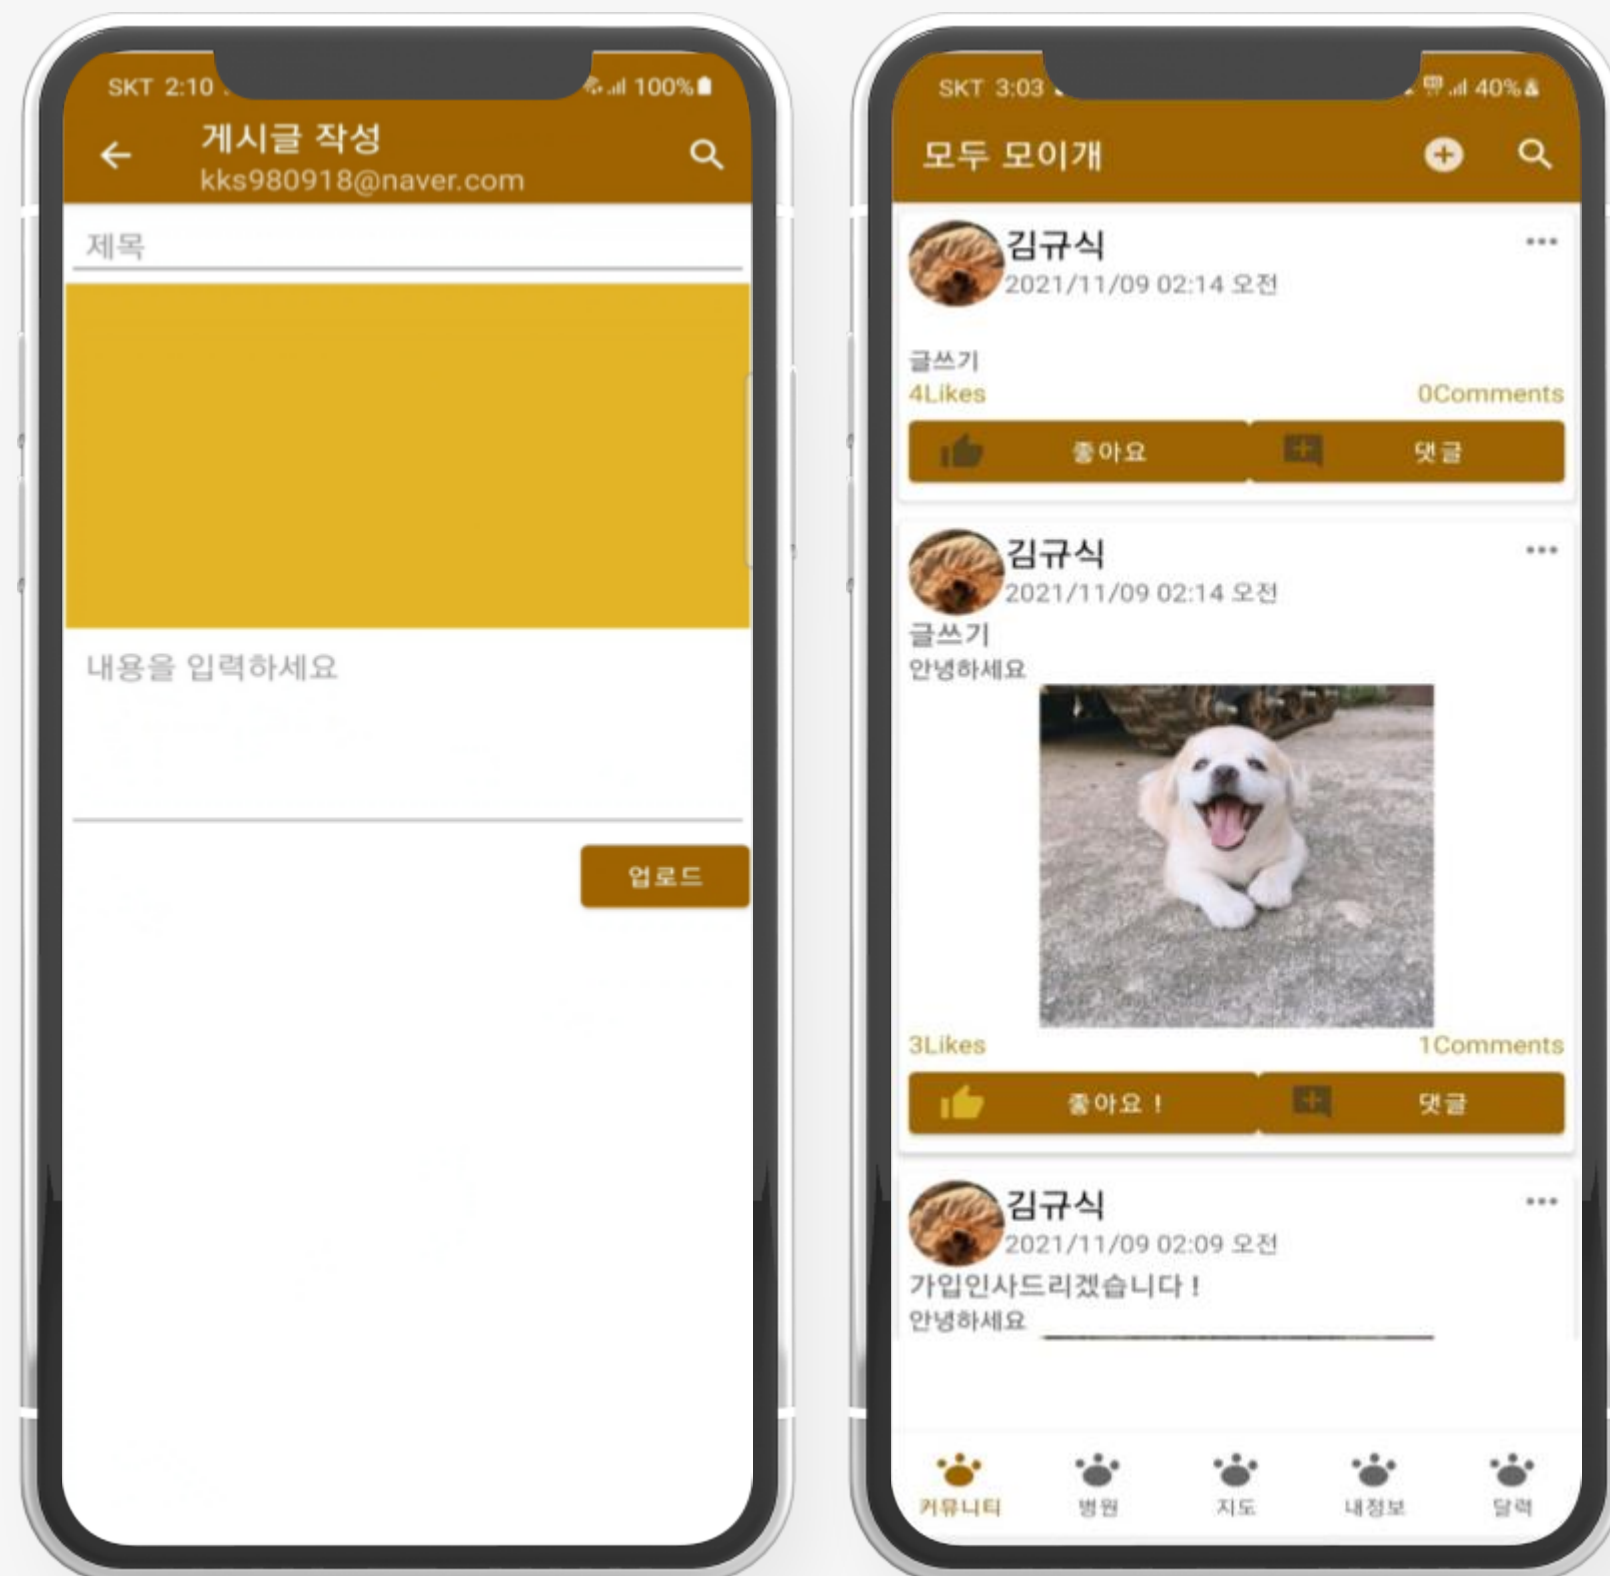 SKT 2:10
100%
게시글 작성
kks980918@naver.com
제목
내용을 입력하세요
업로드
SKT 3:03
40%
모두 모이개
김규식
2021/11/09 02:14 오전
글쓰기
4Likes 0Comments
좋아요 댓글
김규식
2021/11/09 02:14 오전
글쓰기
안녕하세요
3Likes 1Comments
좋아요 ! 댓글
김규식
2021/11/09 02:09 오전
가입인사드리겠습니다 !
안녕하세요
커뮤니티 병원 지도 내정보 달력